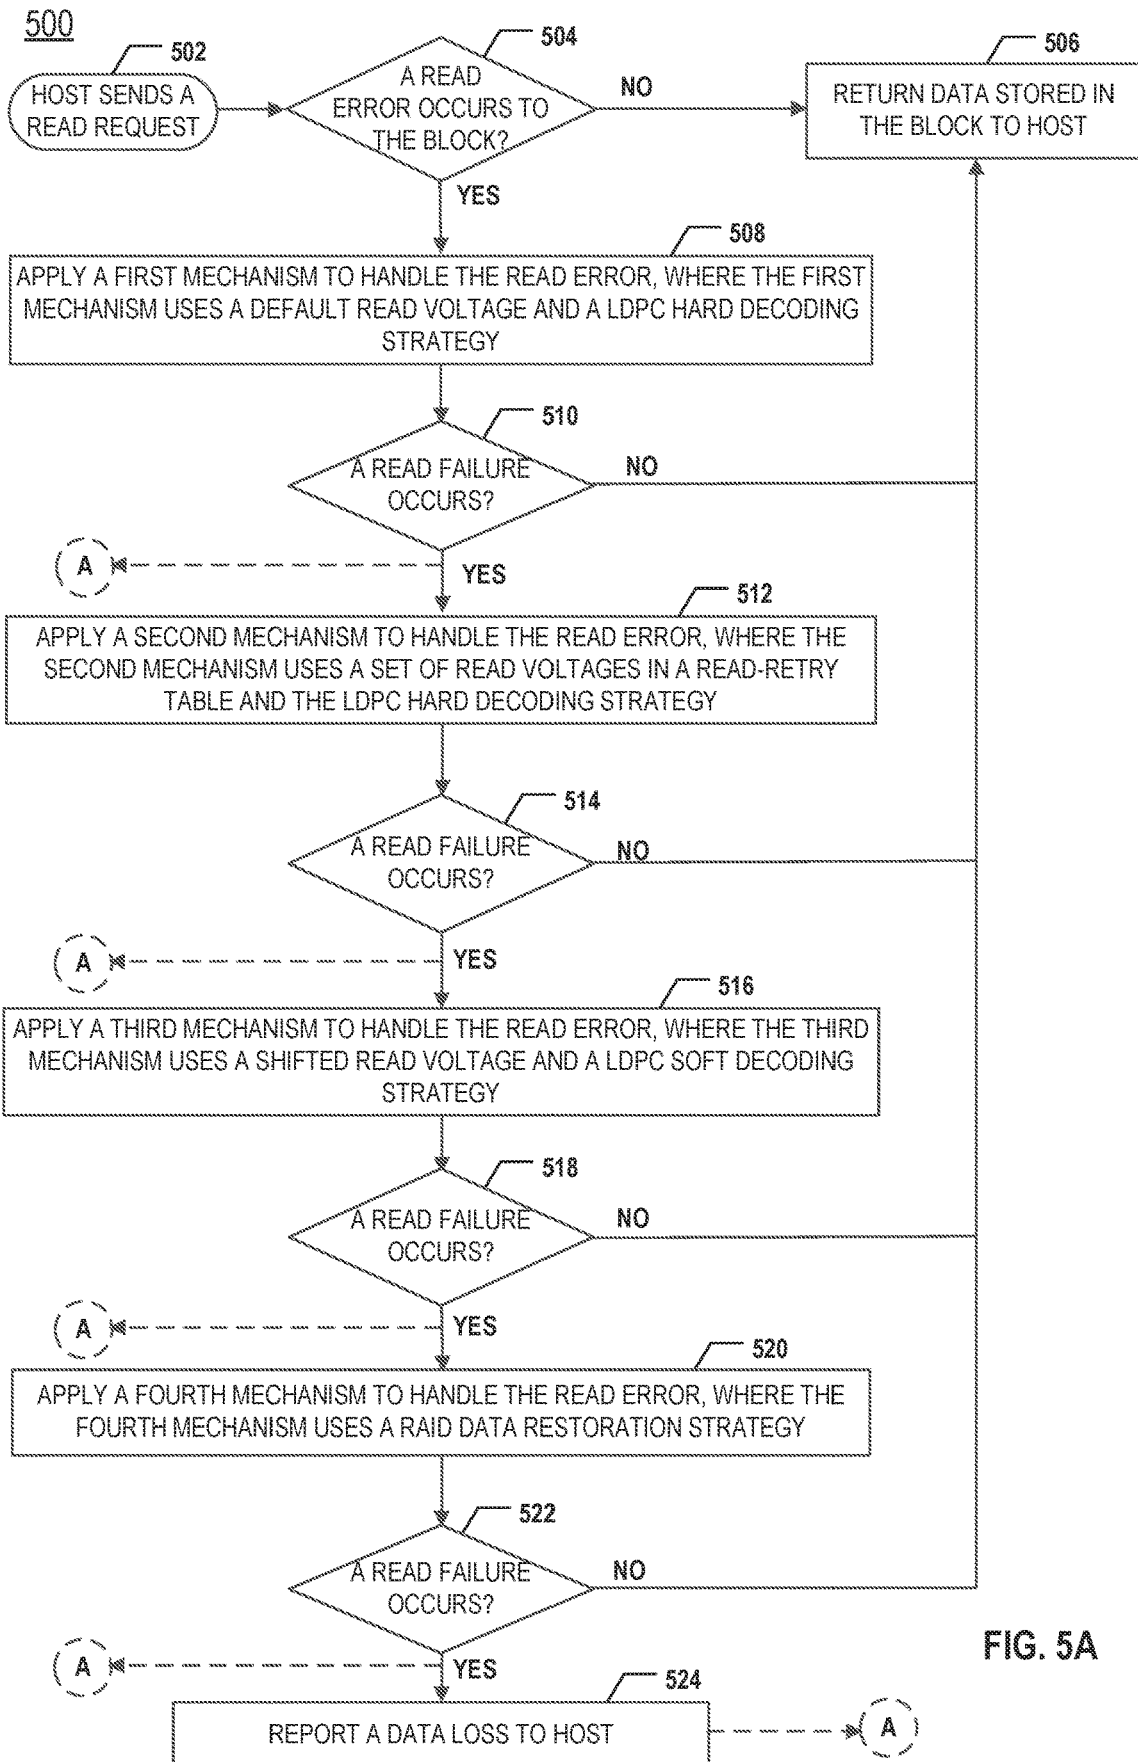 500
502
HOST SENDS A
READ REQUEST
504
A READ
ERROR OCCURS TO
THE BLOCK?
NO
YES
506
RETURN DATA STORED IN
THE BLOCK TO HOST
508
APPLY A FIRST MECHANISM TO HANDLE THE READ ERROR, WHERE THE FIRST
MECHANISM USES A DEFAULT READ VOLTAGE AND A LDPC HARD DECODING
STRATEGY
510
A READ FAILURE
OCCURS?
NO
A
YES
512
APPLY A SECOND MECHANISM TO HANDLE THE READ ERROR, WHERE THE
SECOND MECHANISM USES A SET OF READ VOLTAGES IN A READ-RETRY
TABLE AND THE LDPC HARD DECODING STRATEGY
514
A READ FAILURE
OCCURS?
NO
A
YES
516
APPLY A THIRD MECHANISM TO HANDLE THE READ ERROR, WHERE THE THIRD
MECHANISM USES A SHIFTED READ VOLTAGE AND A LDPC SOFT DECODING
STRATEGY
518
A READ FAILURE
OCCURS?
NO
A
YES
520
APPLY A FOURTH MECHANISM TO HANDLE THE READ ERROR, WHERE THE
FOURTH MECHANISM USES A RAID DATA RESTORATION STRATEGY
522
A READ FAILURE
OCCURS?
NO
A
YES
524
REPORT A DATA LOSS TO HOST
A
FIG. 5A